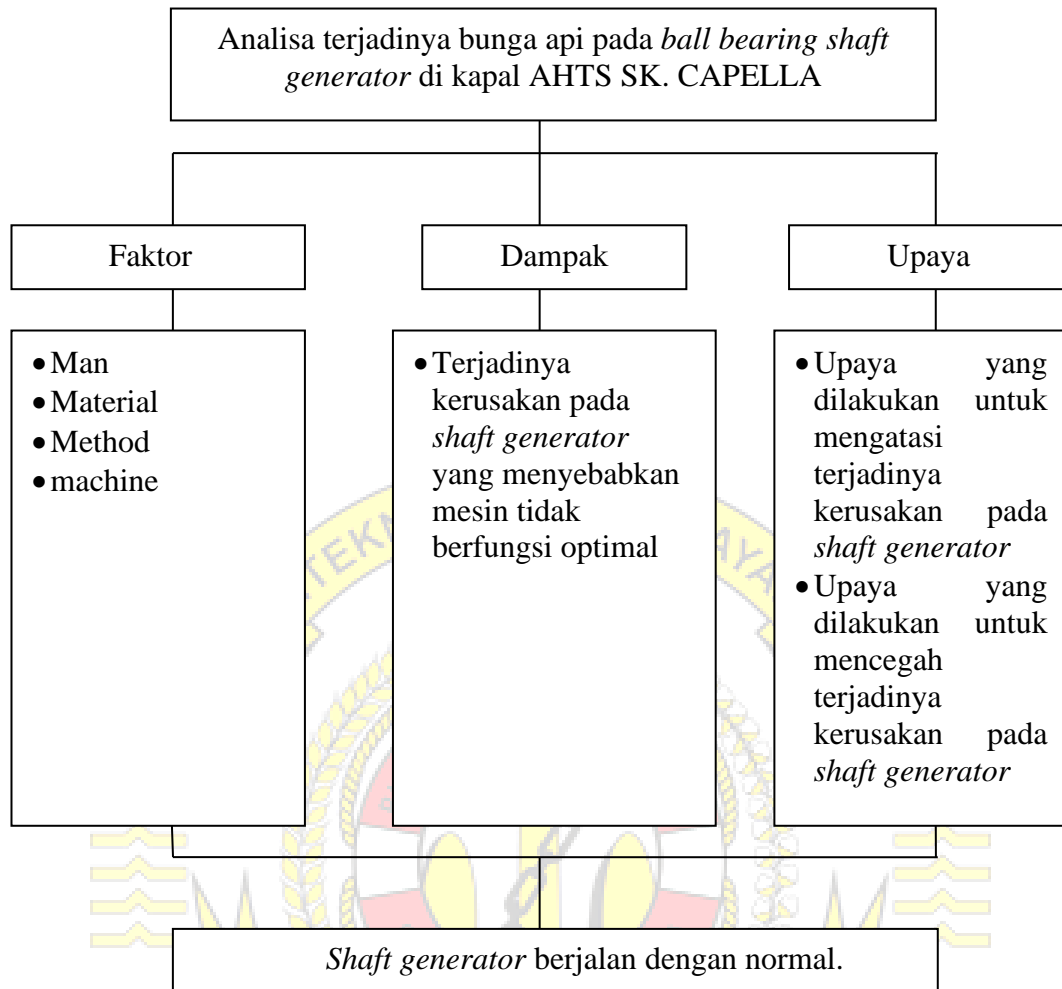 Analisa terjadinya bunga api pada ball bearing shaft
generator di kapal AHTS SK. CAPELLA
Faktor
Dampak
Upaya
•Man
•Material
•Method
•machine
•Terjadinya
kerusakan pada
shaft generator
yang menyebabkan
mesin tidak
berfungsi optimal
•Upaya yang
dilakukan untuk
mengatasi
terjadinya
kerusakan pada
shaft generator
•Upaya yang
dilakukan untuk
mencegah
terjadinya
kerusakan pada
shaft generator
Shaft generator berjalan dengan normal.